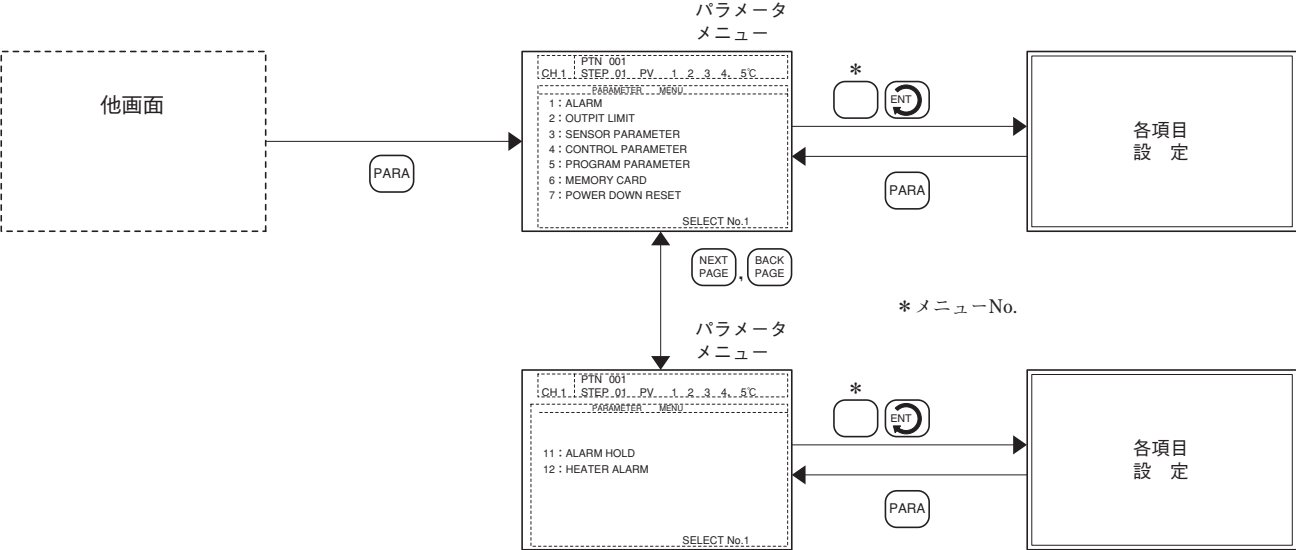 パラメータ
メニュー
他画面
PARA
PTN 001
CH.1 STEP 01 PV 1 2 3 4. 5℃
PARAMETER MENU
1：ALARM
2：OUTPIT LIMIT
3：SENSOR PARAMETER
4：CONTROL PARAMETER
5：PROGRAM PARAMETER
6：MEMORY CARD
7：POWER DOWN RESET
SELECT No.1
*
ENT
PARA
各項目
設　定
NEXT
PAGE
,
BACK
PAGE
*メニューNo.
パラメータ
メニュー
PTN 001
CH.1 STEP 01 PV 1 2 3 4. 5℃
PARAMETER MENU
11：ALARM HOLD
12：HEATER ALARM
SELECT No.1
*
ENT
PARA
各項目
設　定